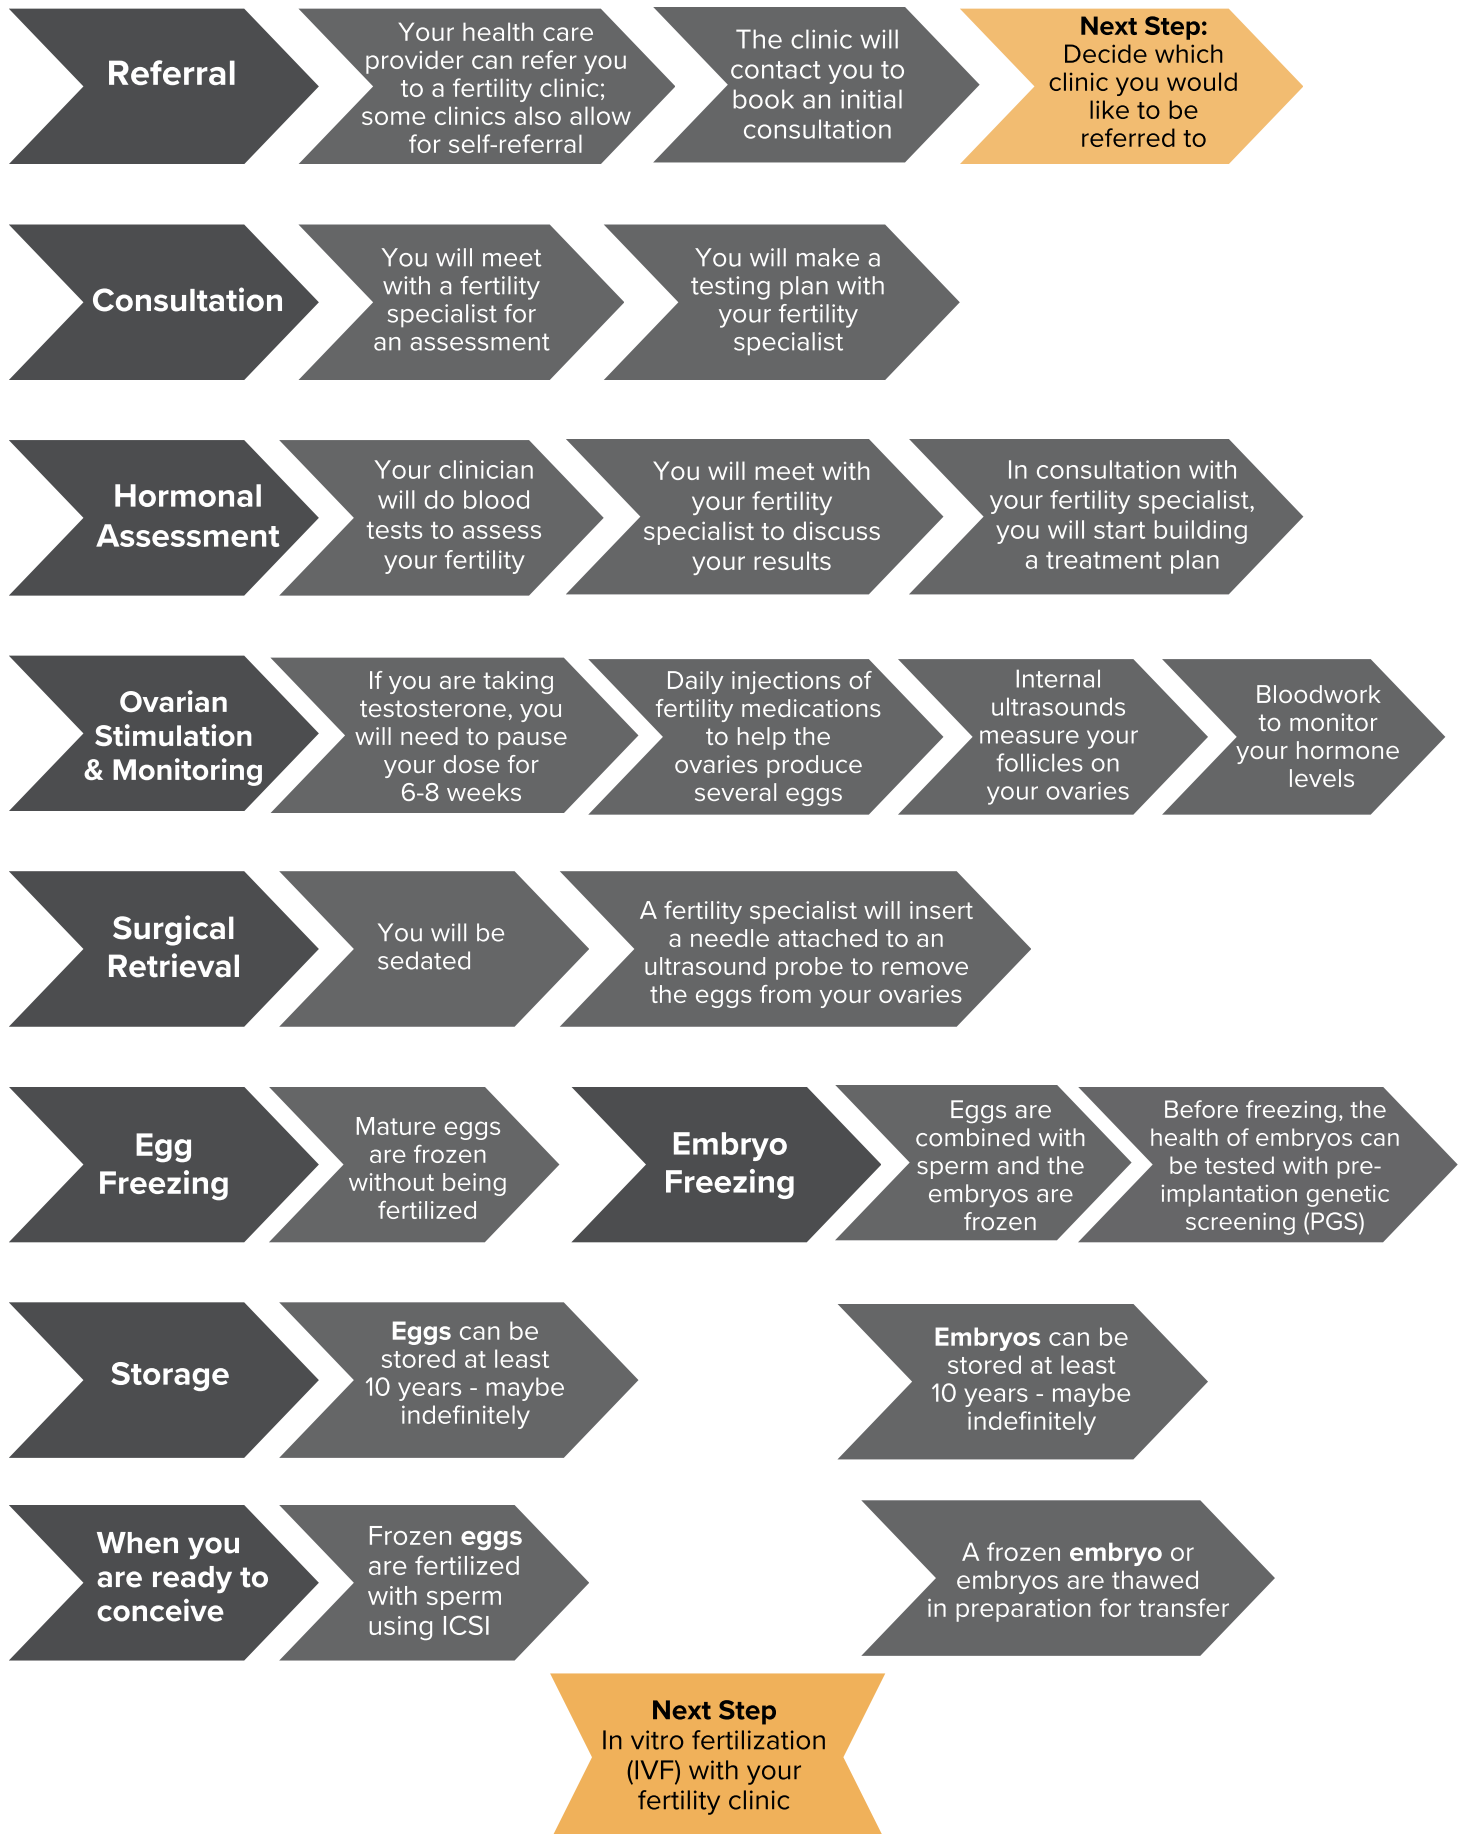 Referral
Your health care
provider can refer you
to a fertility clinic;
some clinics also allow
for self-referral
The clinic will
contact you to
book an initial
consultation
Next Step:
Decide which
clinic you would
like to be
referred to
Consultation
You will meet
with a fertility
specialist for
an assessment
You will make a
testing plan with
your fertility
specialist
Hormonal
Assessment
Your clinician
will do blood
tests to assess
your fertility
You will meet with
your fertility
specialist to discuss
your results
In consultation with
your fertility specialist,
you will start building
a treatment plan
Ovarian
Stimulation
& Monitoring
If you are taking
testosterone, you
will need to pause
your dose for
6-8 weeks
Daily injections of
fertility medications
to help the
ovaries produce
several eggs
Internal
ultrasounds
measure your
follicles on
your ovaries
Bloodwork
to monitor
your hormone
levels
Surgical
Retrieval
You will be
sedated
A fertility specialist will insert
a needle attached to an
ultrasound probe to remove
the eggs from your ovaries
Egg
Freezing
Mature eggs
are frozen
without being
fertilized
Embryo
Freezing
Eggs are
combined with
sperm and the
embryos are
frozen
Before freezing, the
health of embryos can
be tested with pre-
implantation genetic
screening (PGS)
Storage
Eggs can be
stored at least
10 years - maybe
indefinitely
Embryos can be
stored at least
10 years - maybe
indefinitely
When you
are ready to
conceive
Frozen eggs
are fertilized
with sperm
using ICSI
A frozen embryo or
embryos are thawed
in preparation for transfer
Next Step
In vitro fertilization
(IVF) with your
fertility clinic